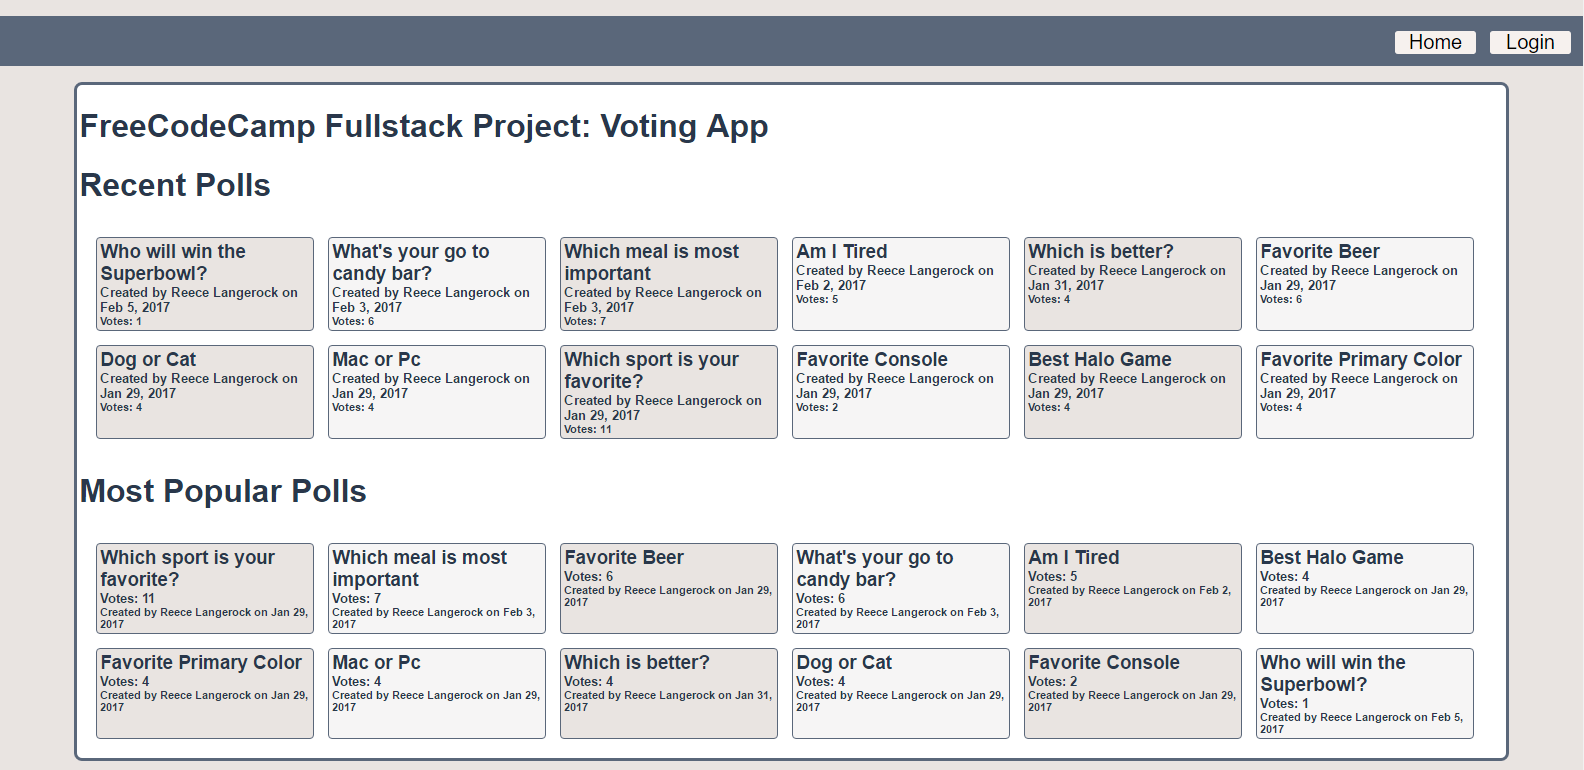 Home Login
FreeCodeCamp Fullstack Project: Voting App
Recent Polls
Who will win the
Superbowl?
Created by Reece Langerock on
Feb 5, 2017
Votes: 1
What's your go to
candy bar?
Created by Reece Langerock on
Feb 3, 2017
Votes: 6
Which meal is most
important
Created by Reece Langerock on
Feb 3, 2017
Votes: 7
Am I Tired
Created by Reece Langerock on
Feb 2, 2017
Votes: 5
Which is better?
Created by Reece Langerock on
Jan 31, 2017
Votes: 4
Favorite Beer
Created by Reece Langerock on
Jan 29, 2017
Votes: 6
Dog or Cat
Created by Reece Langerock on
Jan 29, 2017
Votes: 4
Mac or Pc
Created by Reece Langerock on
Jan 29, 2017
Votes: 4
Which sport is your
favorite?
Created by Reece Langerock on
Jan 29, 2017
Votes: 11
Favorite Console
Created by Reece Langerock on
Jan 29, 2017
Votes: 2
Best Halo Game
Created by Reece Langerock on
Jan 29, 2017
Votes: 4
Favorite Primary Color
Created by Reece Langerock on
Jan 29, 2017
Votes: 4
Most Popular Polls
Which sport is your
favorite?
Votes: 11
Created by Reece Langerock on Jan 29,
2017
Which meal is most
important
Votes: 7
Created by Reece Langerock on Feb 3,
2017
Favorite Beer
Votes: 6
Created by Reece Langerock on Jan 29,
2017
What's your go to
candy bar?
Votes: 6
Created by Reece Langerock on Feb 3,
2017
Am I Tired
Votes: 5
Created by Reece Langerock on Feb 2,
2017
Best Halo Game
Votes: 4
Created by Reece Langerock on Jan 29,
2017
Favorite Primary Color
Votes: 4
Created by Reece Langerock on Jan 29,
2017
Mac or Pc
Votes: 4
Created by Reece Langerock on Jan 29,
2017
Which is better?
Votes: 4
Created by Reece Langerock on Jan 31,
2017
Dog or Cat
Votes: 4
Created by Reece Langerock on Jan 29,
2017
Favorite Console
Votes: 2
Created by Reece Langerock on Jan 29,
2017
Who will win the
Superbowl?
Votes: 1
Created by Reece Langerock on Feb 5,
2017